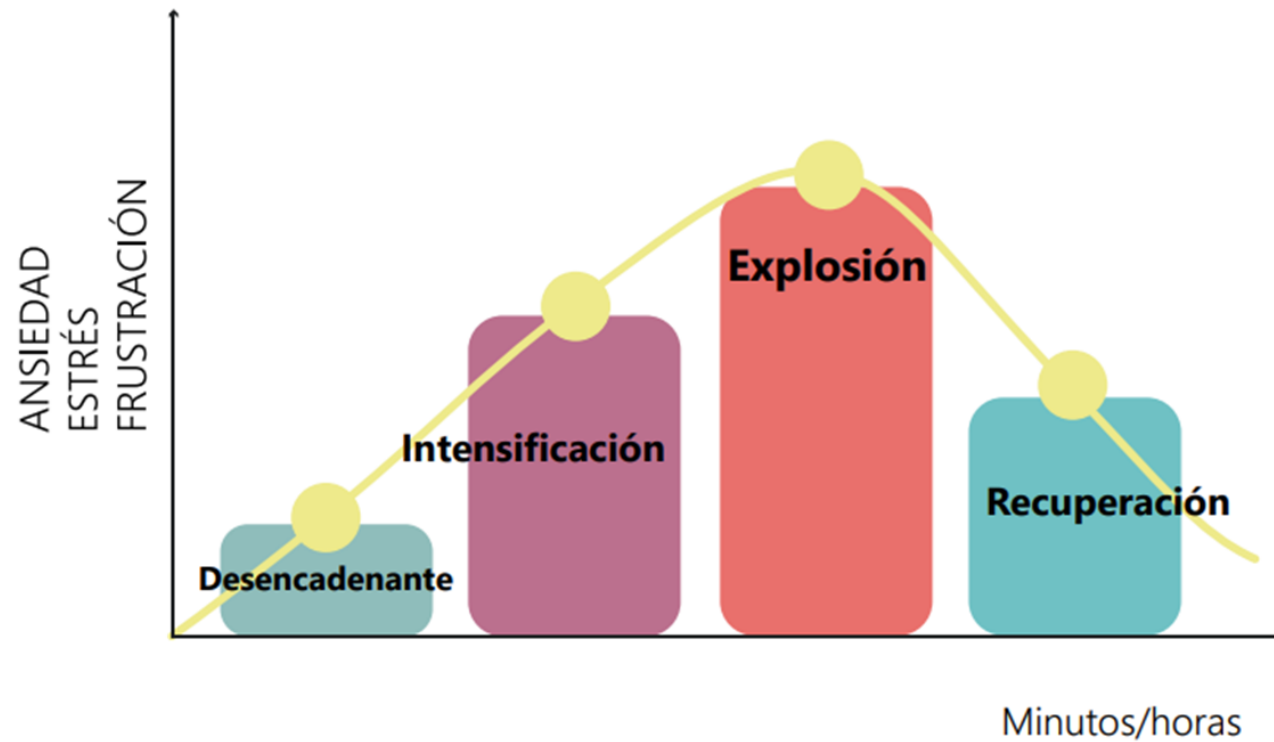 ANSIEDAD
ESTRÉS
FRUSTRACIÓN
Desencadenante
Intensificación
Explosión
Recuperación
Minutos/horas